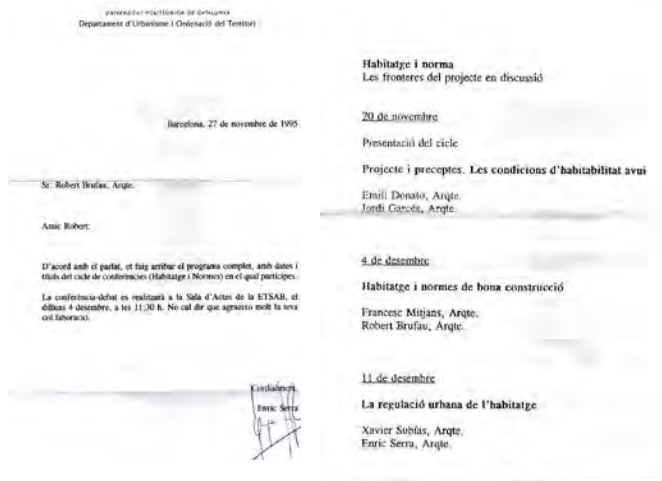 UNIVERSITAT POLITÈCNICA DE CATALUNYA
Departament d'Urbanisme i Ordenació del Territori
Barcelona, 27 de novembre de 1995
Sr. Robert Brufau, Arqte.
Amic Robert:
D'acord amb el parlat, et faig arribar el programa complet, amb dates i
títols del cicle de conferències (Habitatge i Normes) en el qual participes.
La conferència-debat es realitzarà a la Sala d'Actes de la ETSAB, el
dilluns 4 desembre, a les 11:30 h. No cal dir que agraeixo molt la teva
col·laboració.
Cordialment,
Enric Serra
Habitatge i norma
Les fronteres del projecte en discussió
20 de novembre
Presentació del cicle
Projecte i preceptes. Les condicions d'habitabilitat avui
Emili Donato, Arqte.
Jordi Garcés, Arqte.
4 de desembre
Habitatge i normes de bona construcció
Francesc Mitjans, Arqte.
Robert Brufau, Arqte.
11 de desembre
La regulació urbana de l'habitatge
Xavier Subías, Arqte.
Enric Serra, Arqte.